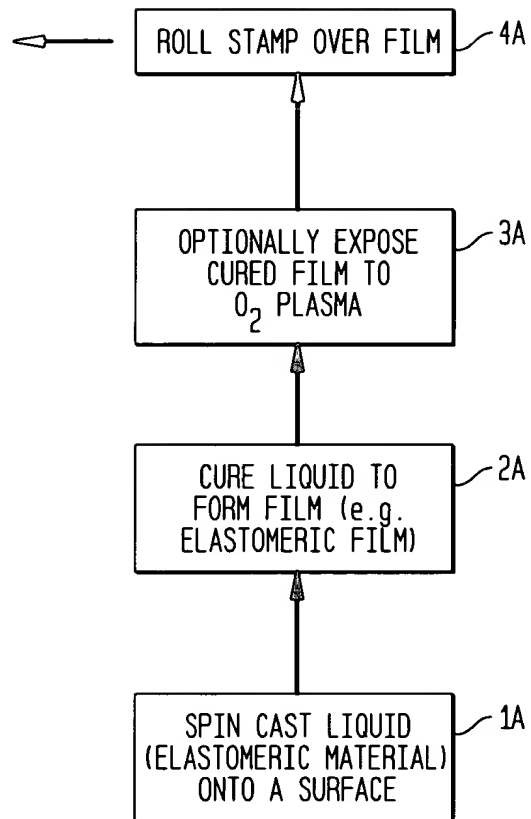 ROLL STAMP OVER FILM
4A
OPTIONALLY EXPOSE
CURED FILM TO
O2 PLASMA
3A
CURE LIQUID TO
FORM FILM (e.g.
ELASTOMERIC FILM)
2A
SPIN CAST LIQUID
(ELASTOMERIC MATERIAL)
ONTO A SURFACE
1A